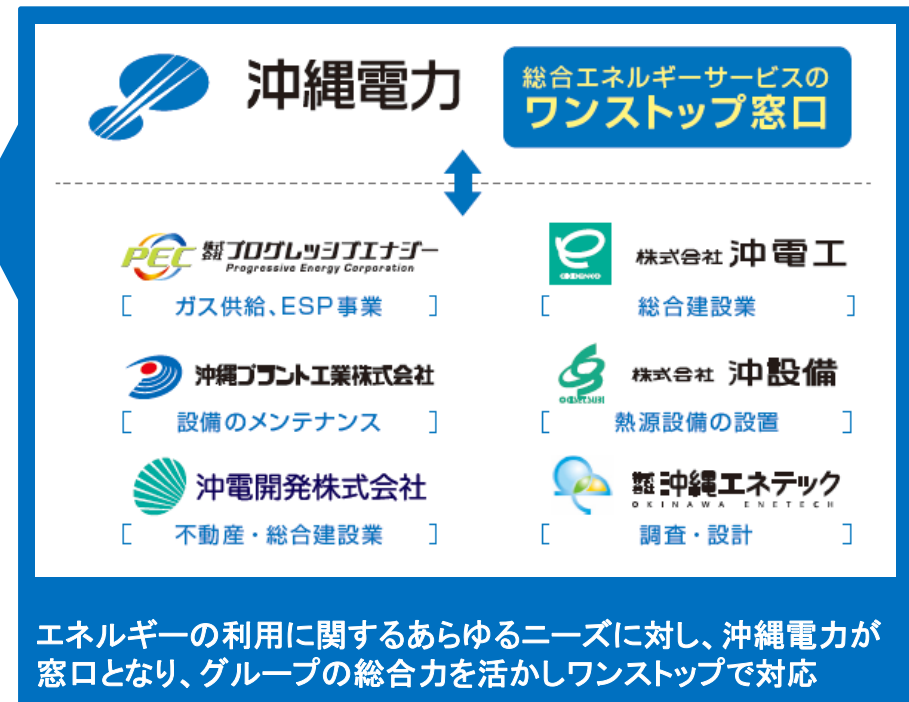 沖縄電力
総合エネルギーサービスの
ワンストップ窓口
PEC 株式会社プログレッシブエナジー
Progressive Energy Corporation
[ ガス供給、ESP事業 ]
株式会社 沖電工
OKIDENKO
[ 総合建設業 ]
沖縄プラント工業株式会社
[ 設備のメンテナンス ]
株式会社 沖設備
OKISETSUBI
[ 熱源設備の設置 ]
沖電開発株式会社
[ 不動産・総合建設業 ]
株式会社 沖縄エネテック
OKINAWA ENETECH
[ 調査・設計 ]
エネルギーの利用に関するあらゆるニーズに対し、沖縄電力が
窓口となり、グループの総合力を活かしワンストップで対応